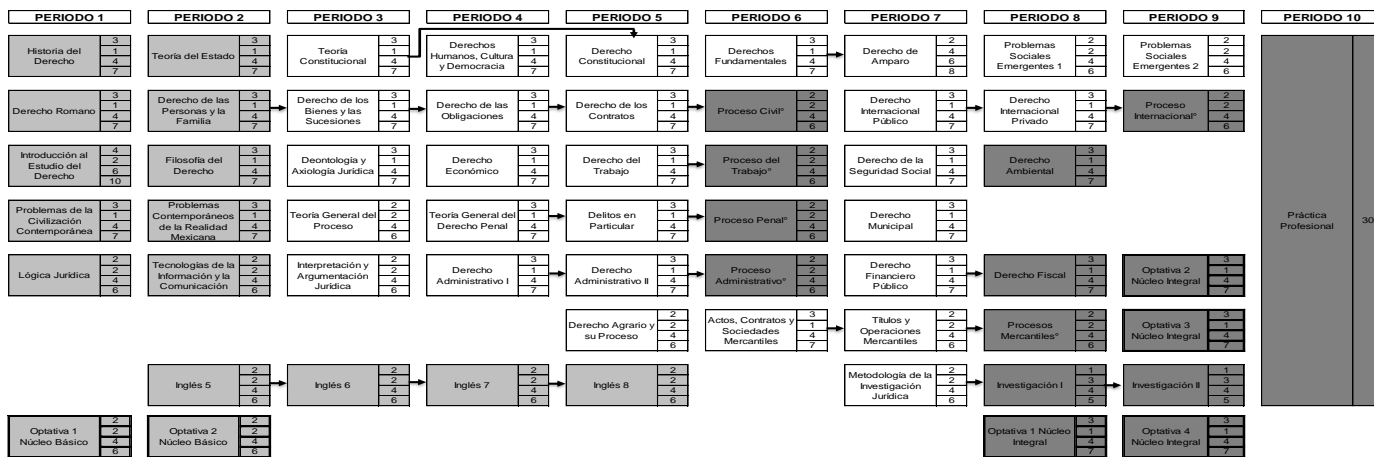 PERIODO 1 PERIODO 2 PERIODO 3 PERIODO 4 PERIODO 5 PERIODO 6 PERIODO 7 PERIODO 8 PERIODO 9 PERIODO 10
Historia del
Derecho
3
1
4
7
Teoría del Estado
3
1
4
7
Teoría
Constitucional
3
1
4
7
Derechos
Humanos, Cultura
y Democracia
3
1
4
7
Derecho
Constitucional
3
1
4
7
Derechos
Fundamentales
3
1
4
7
Derecho de
Amparo
2
4
6
8
Problemas
Sociales
Emergentes 1
2
2
4
6
Problemas
Sociales
Emergentes 2
2
2
4
6
Derecho Romano
3
1
4
7
Derecho de las
Personas y la
Familia
3
1
4
7
Derecho de los
Bienes y las
Sucesiones
3
1
4
7
Derecho de las
Obligaciones
3
1
4
7
Derecho de los
Contratos
3
1
4
7
Proceso Civil°
2
2
4
6
Derecho
Internacional
Público
3
1
4
7
Derecho
Internacional
Privado
3
1
4
7
Proceso
Internacional°
2
2
4
6
Introducción al
Estudio del
Derecho
4
2
6
10
Filosofía del
Derecho
3
1
4
7
Deontología y
Axiología Jurídica
3
1
4
7
Derecho
Económico
3
1
4
7
Derecho del
Trabajo
3
1
4
7
Proceso del
Trabajo°
2
2
4
6
Derecho de la
Seguridad Social
3
1
4
7
Derecho
Ambiental
3
1
4
7
Problemas de la
Civilización
Contemporánea
3
1
4
7
Problemas
Contemporáneos
de la Realidad
Mexicana
3
1
4
7
Teoría General del
Proceso
2
2
4
6
Teoría General del
Derecho Penal
3
1
4
7
Delitos en
Particular
3
1
4
7
Proceso Penal°
2
2
4
6
Derecho
Municipal
3
1
4
7
Práctica
Profesional
30
Lógica Jurídica
2
2
4
6
Tecnologías de la
Información y la
Comunicación
2
2
4
6
Interpretación y
Argumentación
Jurídica
2
2
4
6
Derecho
Administrativo I
3
1
4
7
Derecho
Administrativo II
3
1
4
7
Proceso
Administrativo°
2
2
4
6
Derecho
Financiero
Público
3
1
4
7
Derecho Fiscal
3
1
4
7
Optativa 2
Núcleo Integral
3
1
4
7
Derecho Agrario y
su Proceso
2
2
4
6
Actos, Contratos y
Sociedades
Mercantiles
3
1
4
7
Títulos y
Operaciones
Mercantiles
2
2
4
6
Procesos
Mercantiles°
2
2
4
6
Optativa 3
Núcleo Integral
3
1
4
7
Inglés 5
2
2
4
6
Inglés 6
2
2
4
6
Inglés 7
2
2
4
6
Inglés 8
2
2
4
6
Metodología de la
Investigación
Jurídica
2
2
4
6
Investigación I
1
3
4
5
Investigación II
1
3
4
5
Optativa 1
Núcleo Básico
2
2
4
6
Optativa 2
Núcleo Básico
2
2
4
6
Optativa 1 Núcleo
Integral
3
1
4
7
Optativa 4
Núcleo Integral
3
1
4
7